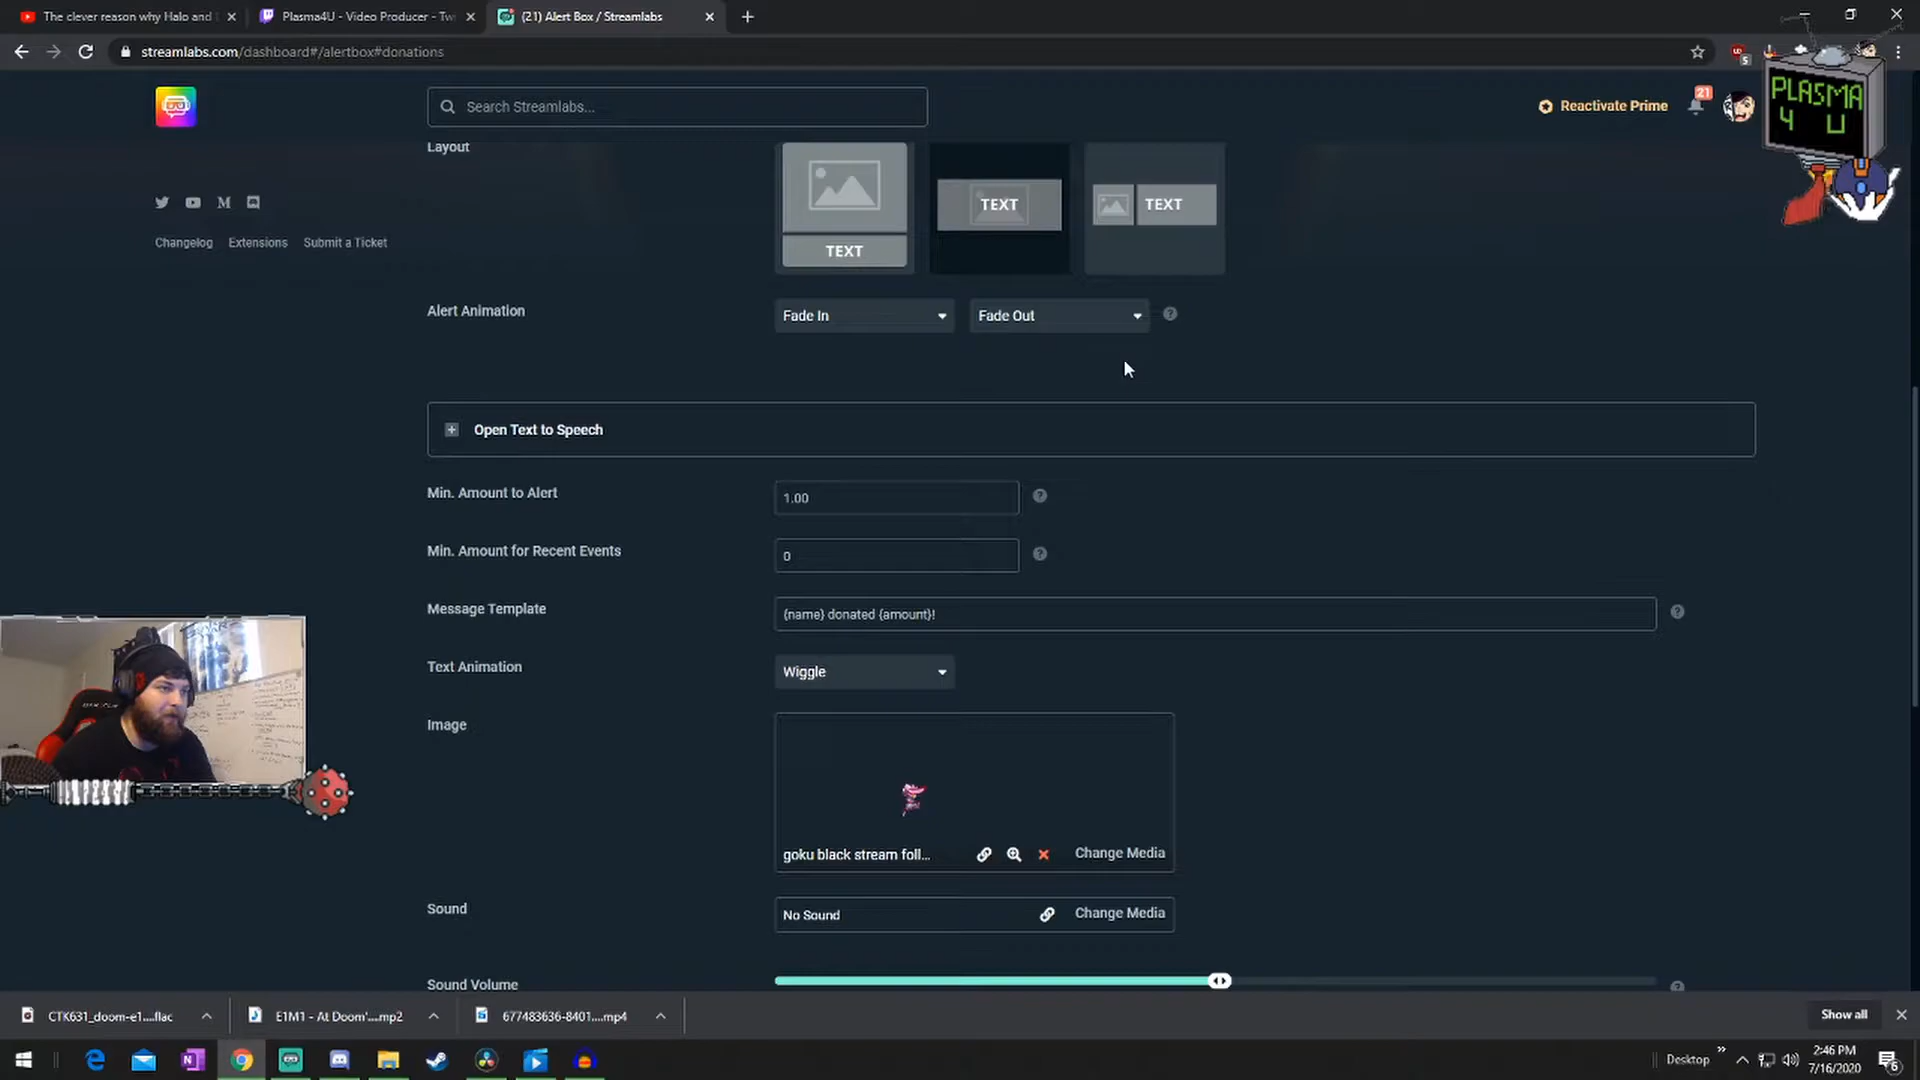 The clever reason why Halo and
Plasma4U - Video Producer - Tw
(21) Alert Box / Streamlabs
streamlabs.com/dashboard#/alertbox#donations
5
Search Streamlabs...
Reactivate Prime
21
PLASMA
4 U
Layout
TEXT
TEXT
TEXT
Changelog Extensions Submit a Ticket
Alert Animation
Fade In
Fade Out
Open Text to Speech
Min. Amount to Alert
1.00
Min. Amount for Recent Events
0
Message Template
{name} donated {amount}!
Text Animation
Wiggle
Image
goku black stream foll...
Change Media
Sound
No Sound
Change Media
Sound Volume
CTK631_doom-e1....flac
E1M1 - At Doom'....mp2
677483636-8401....mp4
Show all
Desktop
2:46 PM
7/16/2020
6